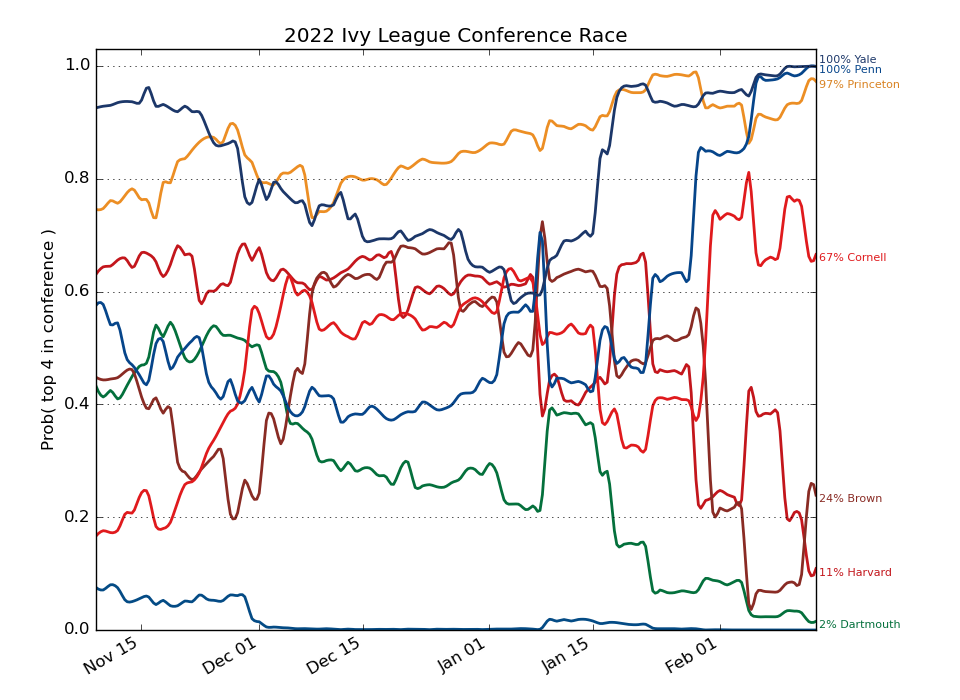 2022 Ivy League Conference Race
Prob( top 4 in conference )
1.0
0.8
0.6
0.4
0.2
0.0
Nov 15
Dec 01
Dec 15
Jan 01
Jan 15
Feb 01
100% Yale
100% Penn
97% Princeton
67% Cornell
24% Brown
11% Harvard
2% Dartmouth